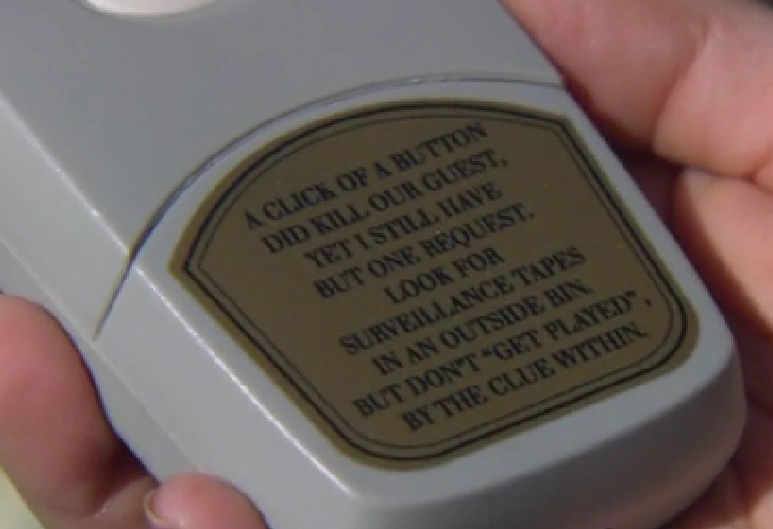 A CLICK OF A BUTTON
DID KILL OUR GUEST,
YET I STILL HAVE
BUT ONE REQUEST.
LOOK FOR
SURVEILLANCE TAPES
IN AN OUTSIDE BIN,
BUT DON'T "GET PLAYED",
BY THE CLUE WITHIN.